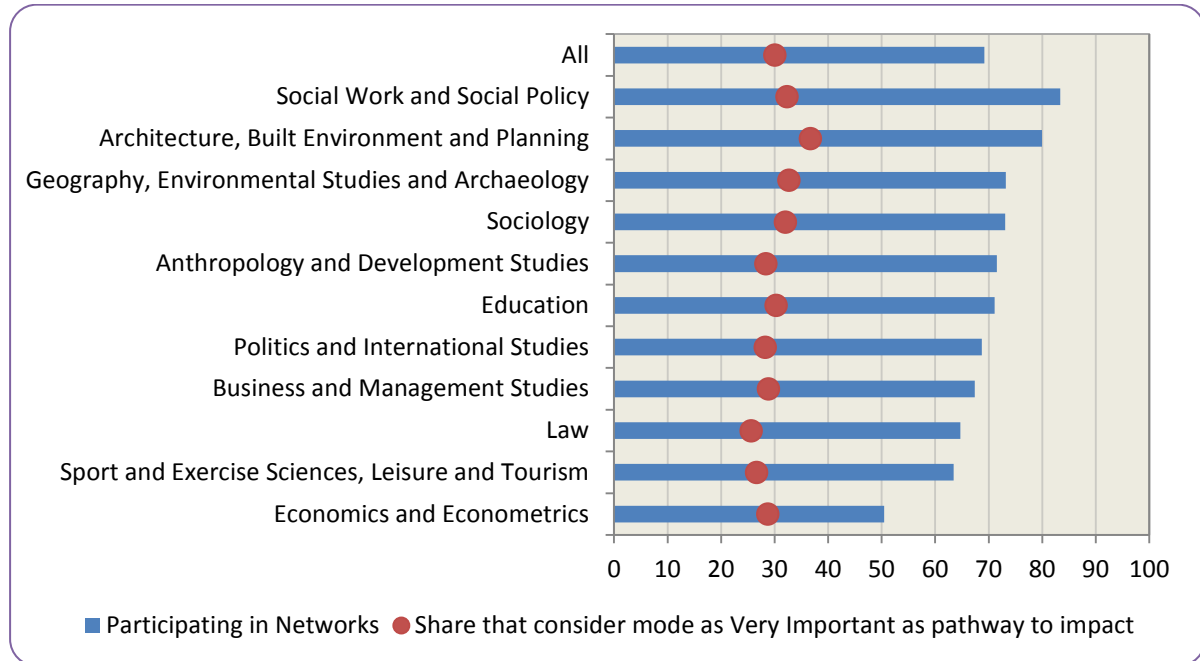 All
Social Work and Social Policy
Architecture, Built Environment and Planning
Geography, Environmental Studies and Archaeology
Sociology
Anthropology and Development Studies
Education
Politics and International Studies
Business and Management Studies
Law
Sport and Exercise Sciences, Leisure and Tourism
Economics and Econometrics
0 10 20 30 40 50 60 70 80 90 100
Participating in Networks Share that consider mode as Very Important as pathway to impact